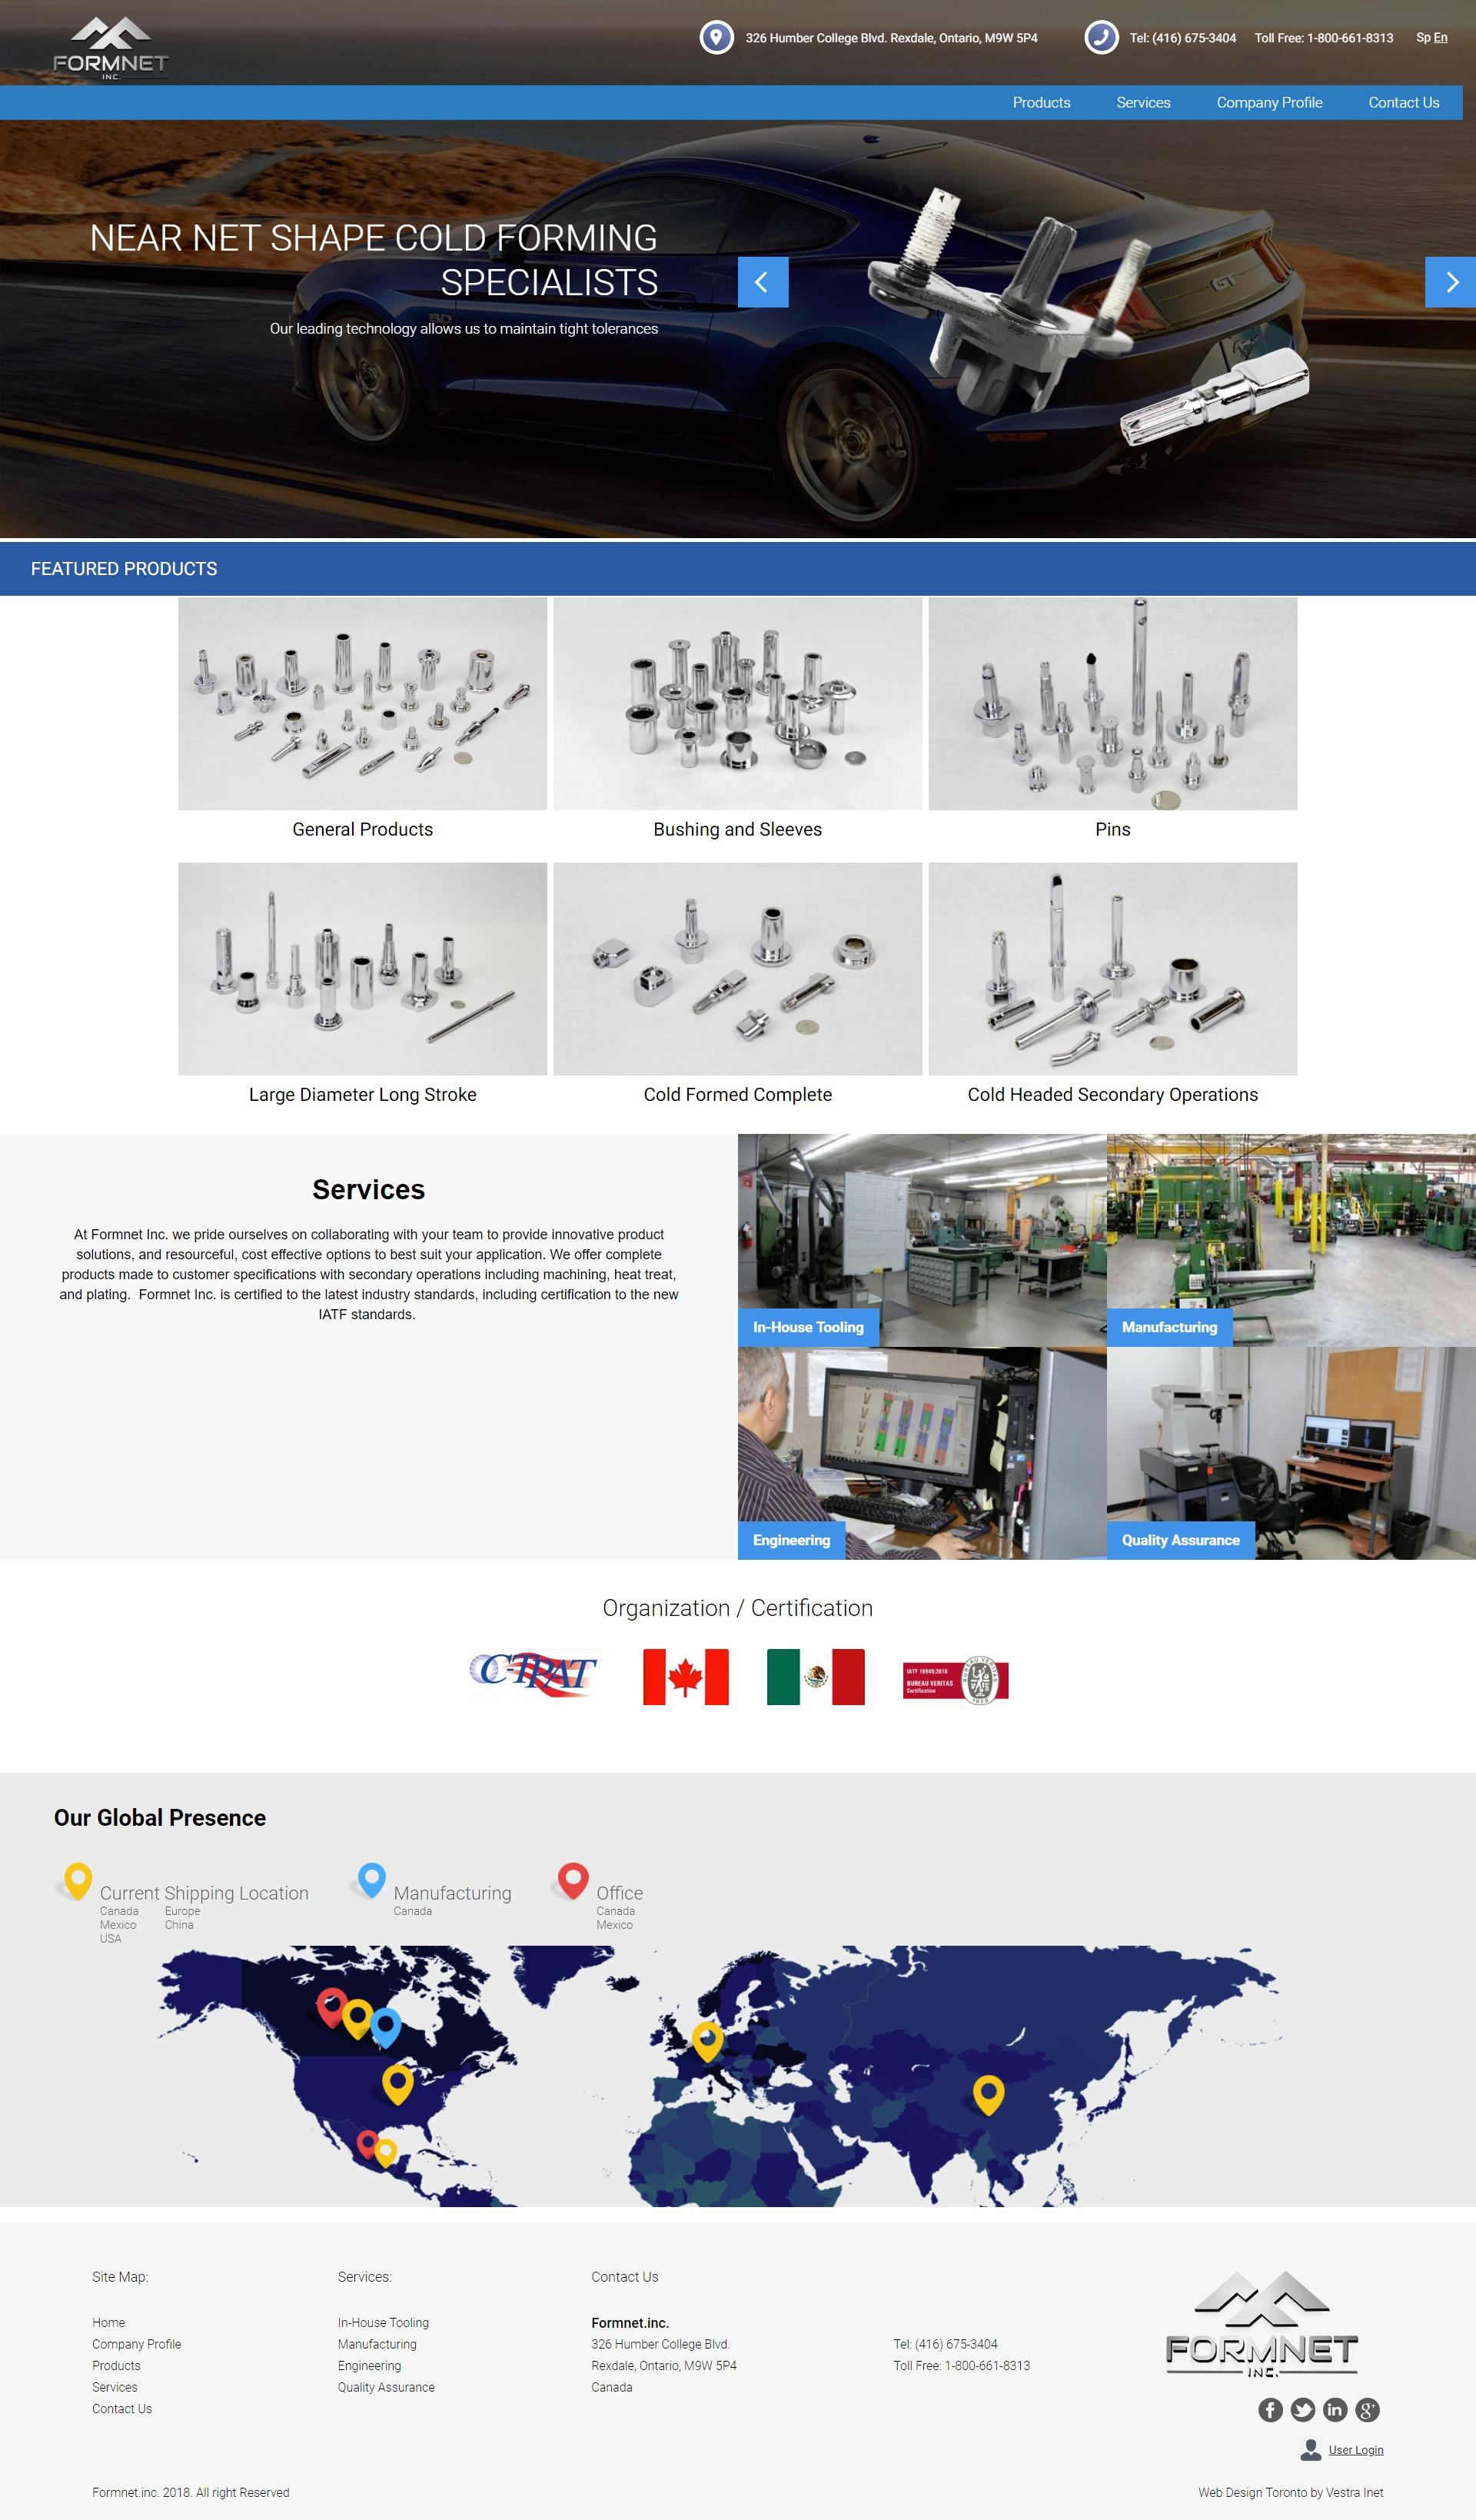 FORMNET
INC.
326 Humber College Blvd. Rexdale, Ontario, M9W 5P4
Tel: (416) 675-3404
Toll Free: 1-800-661-8313
Sp En
Products
Services
Company Profile
Contact Us
NEAR NET SHAPE COLD FORMING
SPECIALISTS
Our leading technology allows us to maintain tight tolerances
GT
5.0
FEATURED PRODUCTS
General Products
Bushing and Sleeves
Pins
Large Diameter Long Stroke
Cold Formed Complete
Cold Headed Secondary Operations
Services
At Formnet Inc. we pride ourselves on collaborating with your team to provide innovative product
solutions, and resourceful, cost effective options to best suit your application. We offer complete
products made to customer specifications with secondary operations including machining, heat treat,
and plating.  Formnet Inc. is certified to the latest industry standards, including certification to the new
IATF standards.
In-House Tooling
Manufacturing
Engineering
Quality Assurance
Organization / Certification
C-TPAT
IATF 16949:2016
BUREAU VERITAS
Certification
BUREAU VERITAS
1828
Our Global Presence
Current Shipping Location
Canada
Mexico
USA
Europe
China
Manufacturing
Canada
Office
Canada
Mexico
Site Map:
Home
Company Profile
Products
Services
Contact Us
Services:
In-House Tooling
Manufacturing
Engineering
Quality Assurance
Contact Us
Formnet.inc.
326 Humber College Blvd.
Rexdale, Ontario, M9W 5P4
Canada
Tel: (416) 675-3404
Toll Free: 1-800-661-8313
FORMNET
INC.
User Login
Formnet.inc. 2018. All right Reserved
Web Design Toronto by Vestra Inet